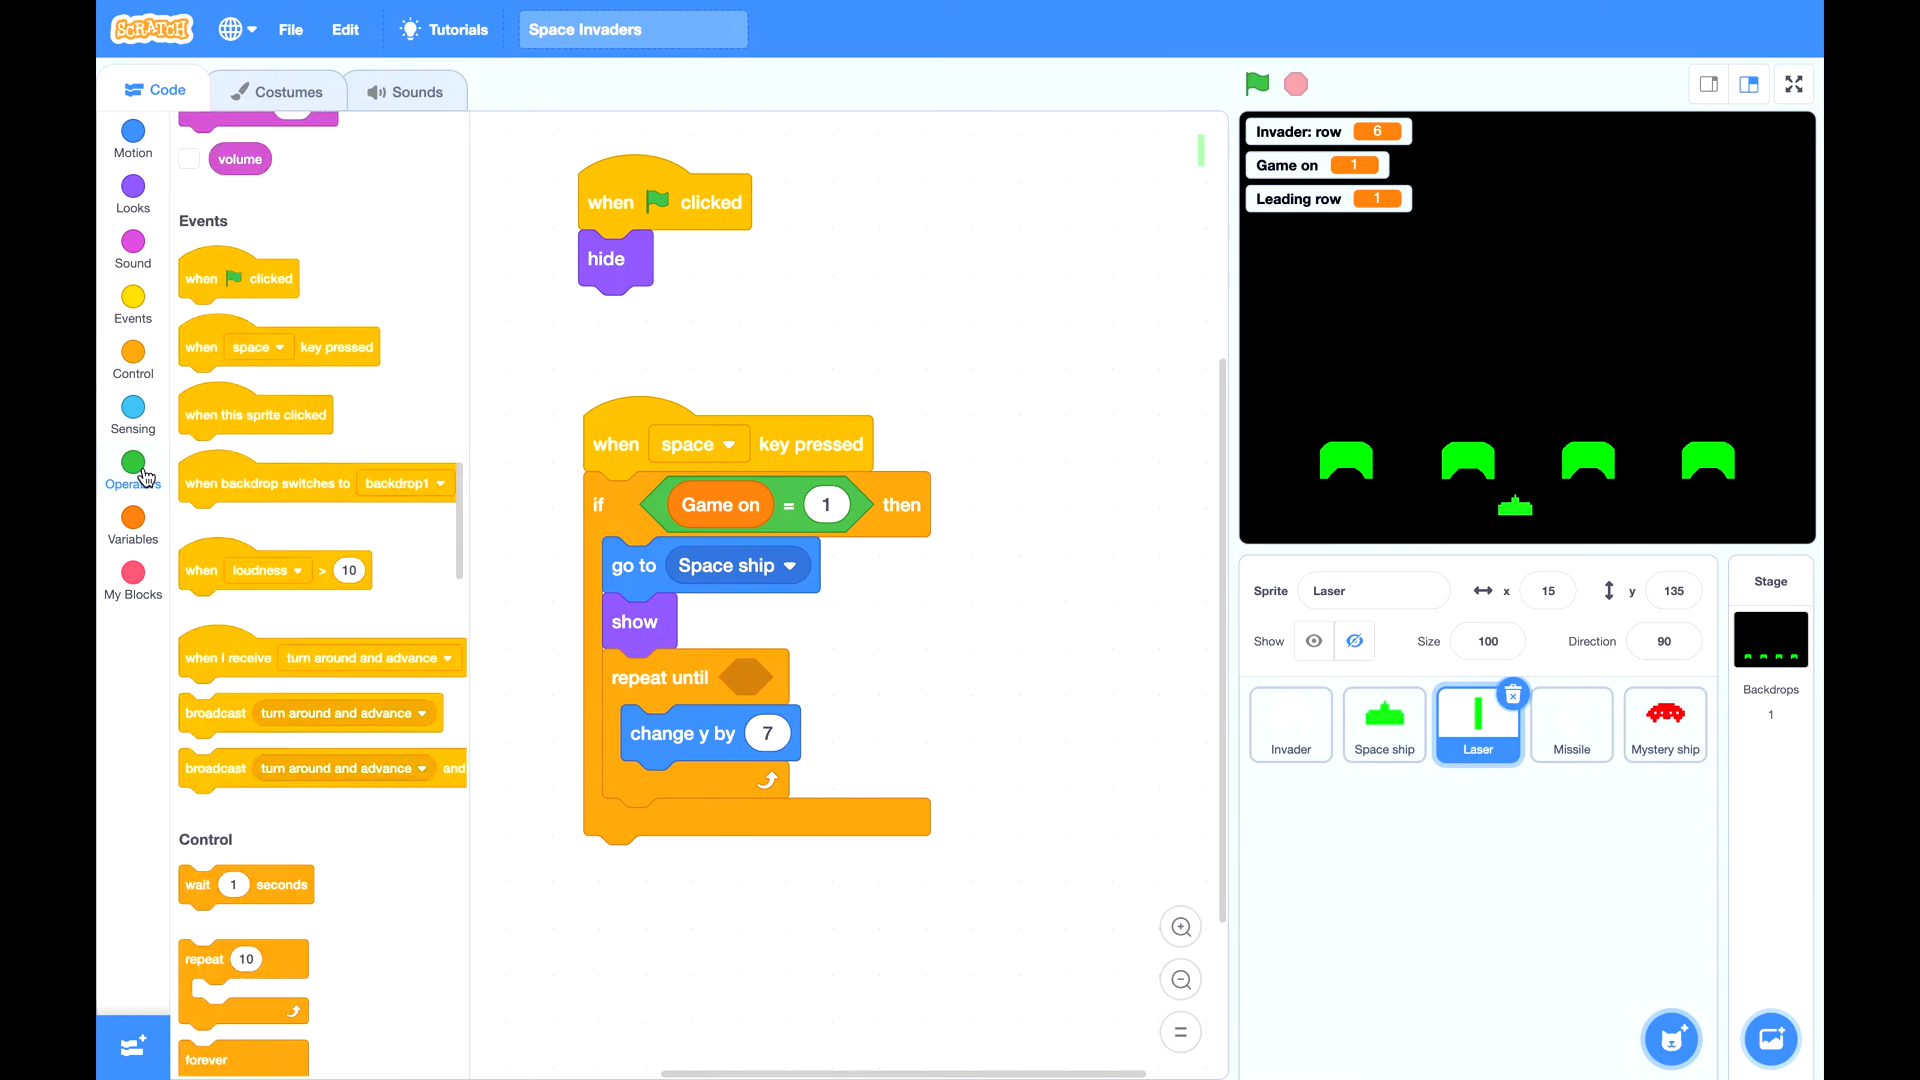 SCRATCH File Edit Tutorials Space Invaders
Code Costumes Sounds
Motion
Looks
Sound
Events
Control
Sensing
Operators
Variables
My Blocks
volume
Events
when clicked
when space key pressed
when this sprite clicked
when backdrop switches to backdrop1
when loudness > 10
when I receive turn around and advance
broadcast turn around and advance
broadcast turn around and advance and
Control
wait 1 seconds
repeat 10
forever
when clicked
hide
when space key pressed
if Game on = 1 then
go to Space ship
show
repeat until
change y by 7
Invader: row 6
Game on 1
Leading row 1
Sprite Laser x 15 y 135
Show Size 100 Direction 90
Invader Space ship Laser Missile Mystery ship
Stage
Backdrops
1